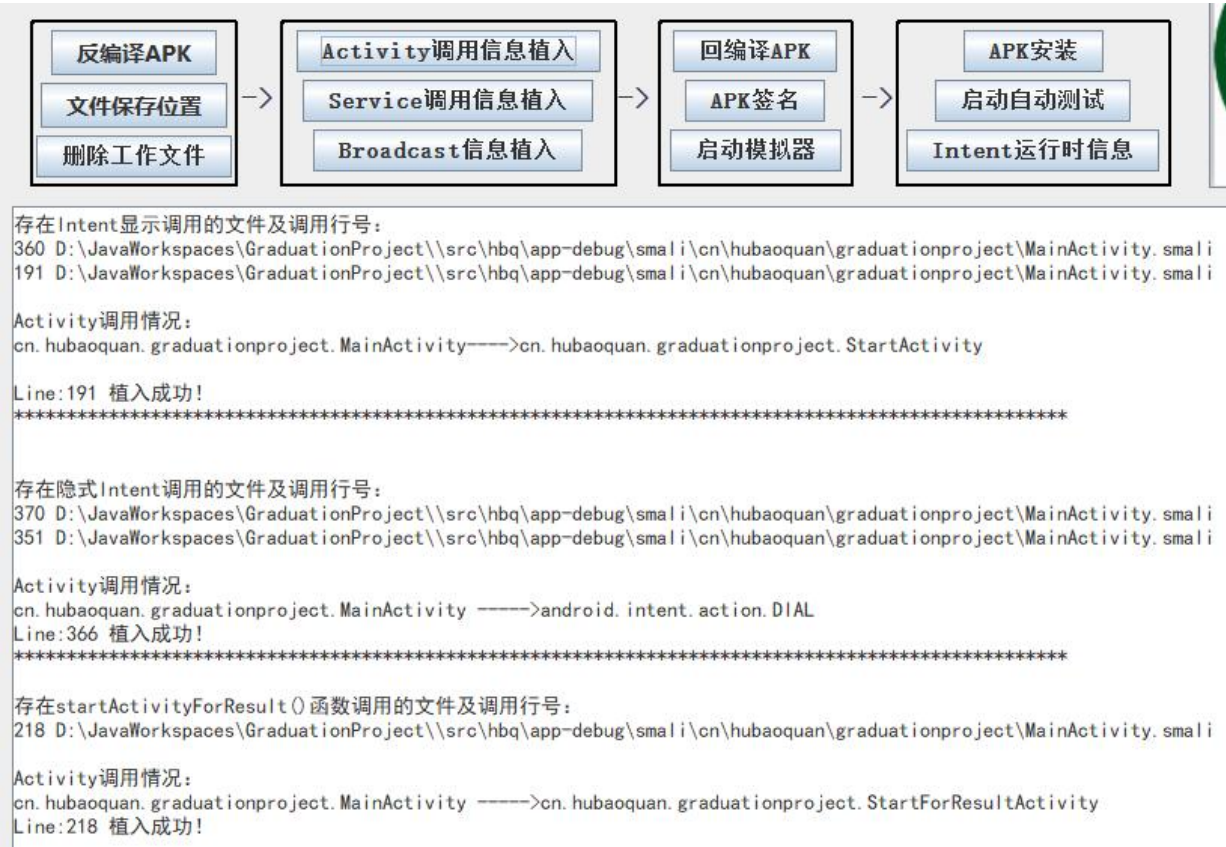 反编译APK
文件保存位置
删除工作文件
->
Activity调用信息植入
Service调用信息植入
Broadcast信息植入
->
回编译APK
APK签名
启动模拟器
->
APK安装
启动自动测试
Intent运行时信息
存在Intent显示调用的文件及调用行号：
360 D:\JavaWorkspaces\GraduationProject\\src\hbq\app-debug\smali\cn\hubaoquan\graduationproject\MainActivity.smali
191 D:\JavaWorkspaces\GraduationProject\\src\hbq\app-debug\smali\cn\hubaoquan\graduationproject\MainActivity.smali
Activity调用情况：
cn.hubaoquan.graduationproject.MainActivity---->cn.hubaoquan.graduationproject.StartActivity
Line:191 植入成功!
****************************************************************************************************
存在隐式Intent调用的文件及调用行号：
370 D:\JavaWorkspaces\GraduationProject\\src\hbq\app-debug\smali\cn\hubaoquan\graduationproject\MainActivity.smali
351 D:\JavaWorkspaces\GraduationProject\\src\hbq\app-debug\smali\cn\hubaoquan\graduationproject\MainActivity.smali
Activity调用情况：
cn.hubaoquan.graduationproject.MainActivity ----->android.intent.action.DIAL
Line:366 植入成功!
****************************************************************************************************
存在startActivityForResult()函数调用的文件及调用行号：
218 D:\JavaWorkspaces\GraduationProject\\src\hbq\app-debug\smali\cn\hubaoquan\graduationproject\MainActivity.smali
Activity调用情况：
cn.hubaoquan.graduationproject.MainActivity ----->cn.hubaoquan.graduationproject.StartForResultActivity
Line:218 植入成功!